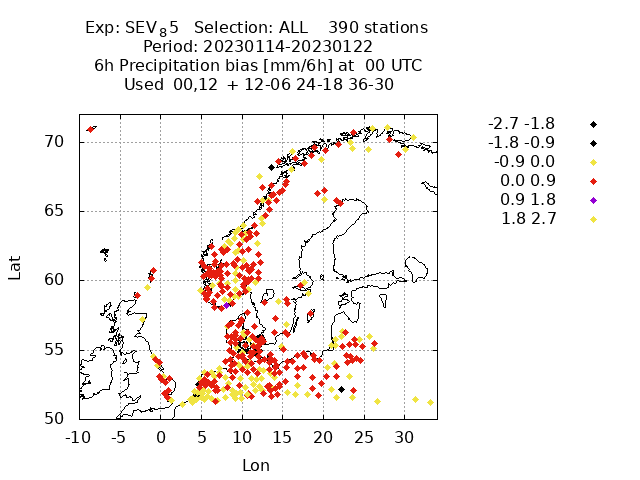 Exp: SEV₈5   Selection: ALL    390 stations
Period: 20230114-20230122
6h Precipitation bias [mm/6h] at  00 UTC
Used  00,12  + 12-06 24-18 36-30
-2.7 -1.8
-1.8 -0.9
-0.9 0.0
0.0 0.9
0.9 1.8
1.8 2.7
70
65
60
55
50
Lat
-10 -5 0 5 10 15 20 25 30
Lon